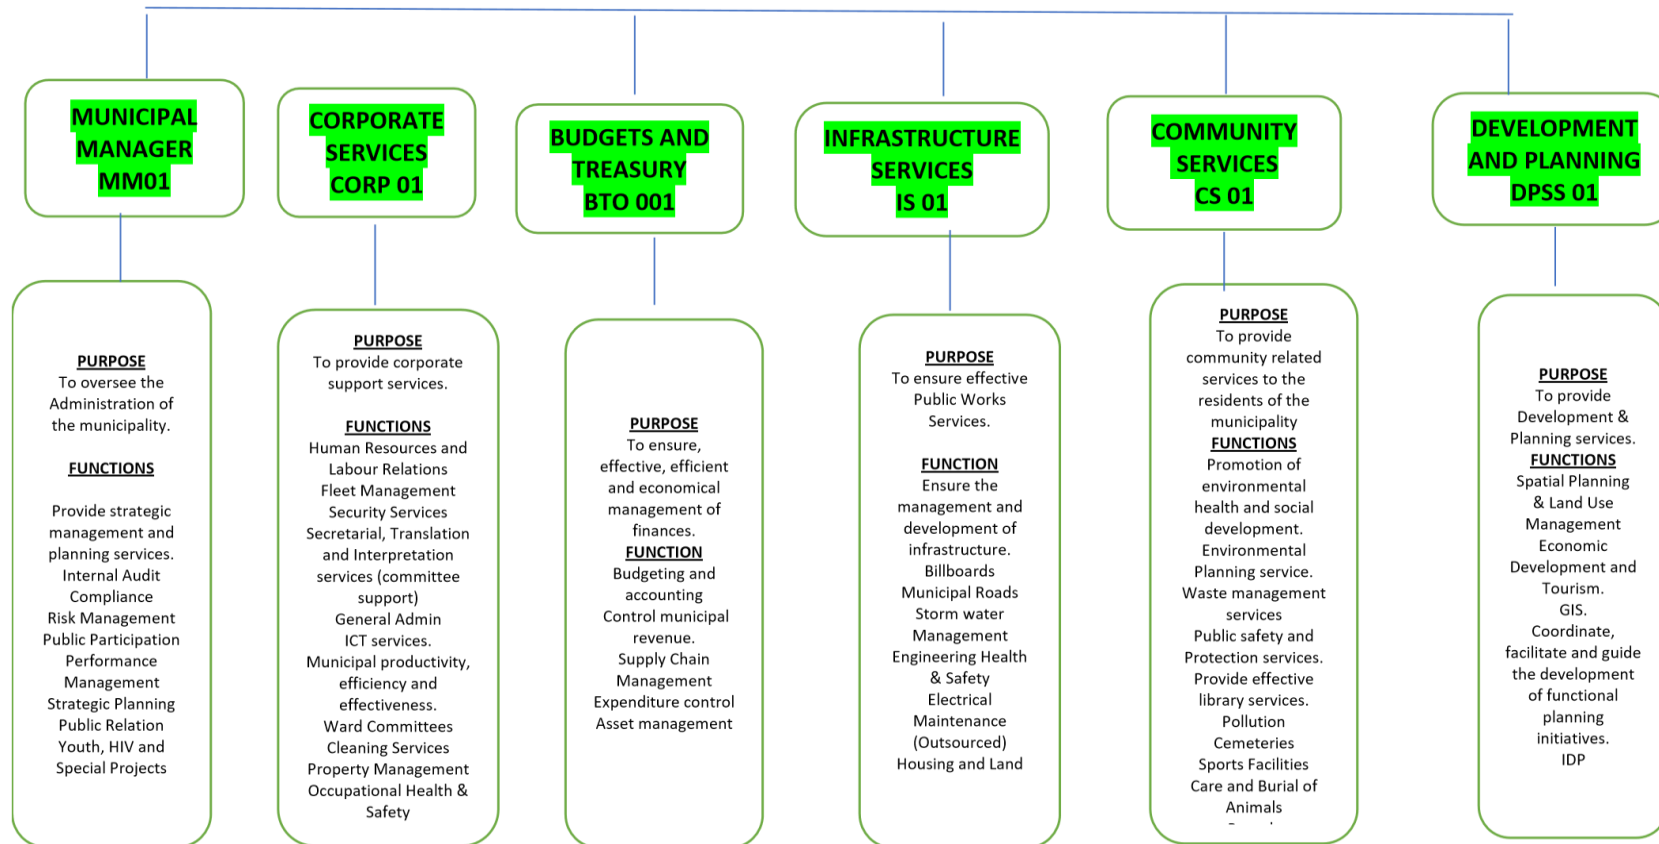 MUNICIPAL
MANAGER
MM01
CORPORATE
SERVICES
CORP 01
BUDGETS AND
TREASURY
BTO 001
INFRASTRUCTURE
SERVICES
IS 01
COMMUNITY
SERVICES
CS 01
DEVELOPMENT
AND PLANNING
DPSS 01
PURPOSE
To oversee the
Administration of
the municipality.
FUNCTIONS
Provide strategic
management and
planning services.
Internal Audit
Compliance
Risk Management
Public Participation
Performance
Management
Strategic Planning
Public Relation
Youth, HIV and
Special Projects
PURPOSE
To provide corporate
support services.
FUNCTIONS
Human Resources and
Labour Relations
Fleet Management
Security Services
Secretarial, Translation
and Interpretation
services (committee
support)
General Admin
ICT services.
Municipal productivity,
efficiency and
effectiveness.
Ward Committees
Cleaning Services
Property Management
Occupational Health &
Safety
PURPOSE
To ensure,
effective, efficient
and economical
management of
finances.
FUNCTION
Budgeting and
accounting
Control municipal
revenue.
Supply Chain
Management
Expenditure control
Asset management
PURPOSE
To ensure effective
Public Works
Services.
FUNCTION
Ensure the
management and
development of
infrastructure.
Billboards
Municipal Roads
Storm water
Management
Engineering Health
& Safety
Electrical
Maintenance
(Outsourced)
Housing and Land
PURPOSE
To provide
community related
services to the
residents of the
municipality
FUNCTIONS
Promotion of
environmental
health and social
development.
Environmental
Planning service.
Waste management
services
Public safety and
Protection services.
Provide effective
library services.
Pollution
Cemeteries
Sports Facilities
Care and Burial of
Animals
PURPOSE
To provide
Development &
Planning services.
FUNCTIONS
Spatial Planning
& Land Use
Management
Economic
Development and
Tourism.
GIS.
Coordinate,
facilitate and guide
the development
of functional
planning
initiatives.
IDP